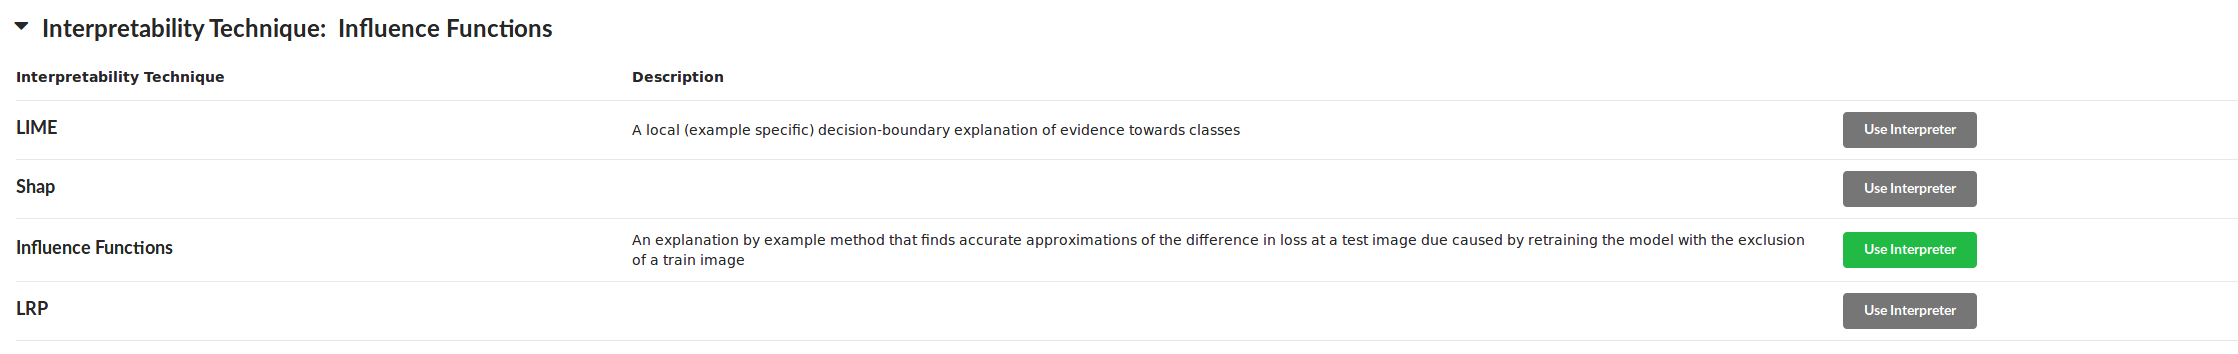 Interpretability Technique: Influence Functions
Interpretability Technique Description
LIME A local (example specific) decision-boundary explanation of evidence towards classes Use Interpreter
Shap Use Interpreter
Influence Functions An explanation by example method that finds accurate approximations of the difference in loss at a test image due caused by retraining the model with the exclusion
of a train image
Use Interpreter
LRP Use Interpreter